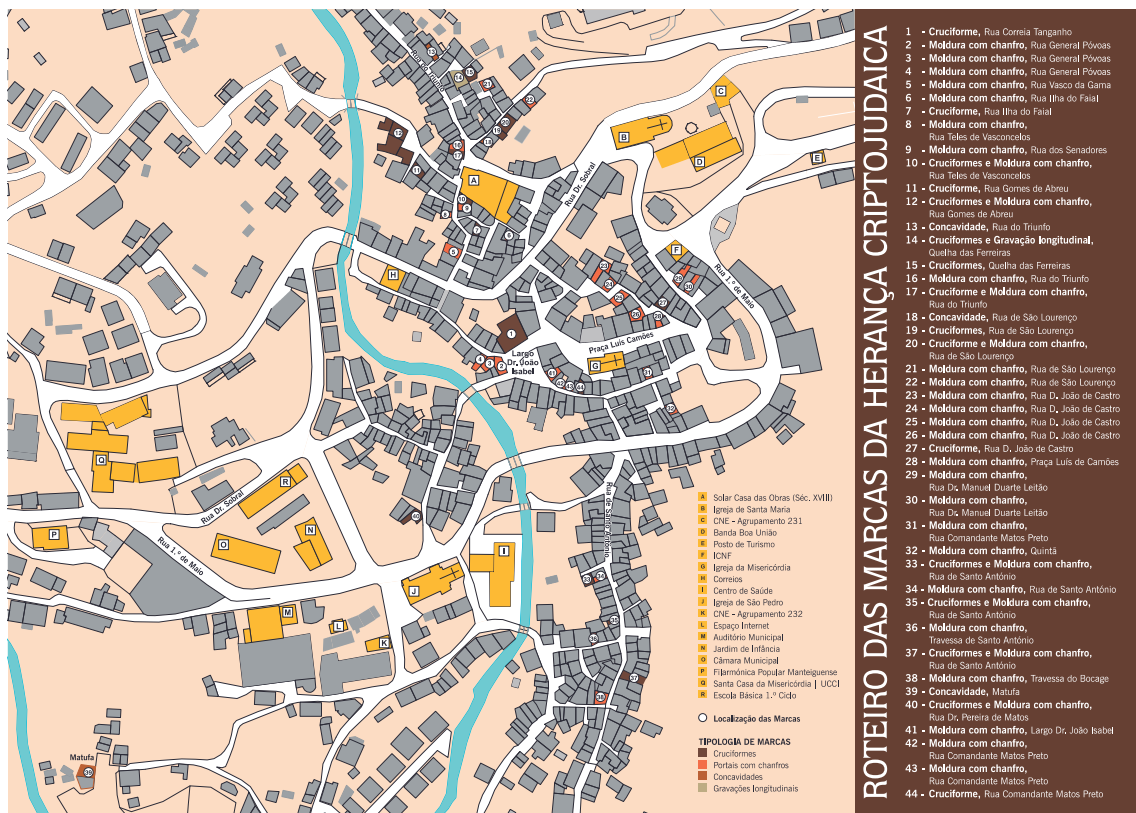 Rua do Triunfo
Rua Dr. Sobral
Rua 1.º de Maio
Praça Luís Camões
Largo
Dr. João
Isabel
Rua de Santo António
Rua Dr. Sobral
Rua 1.º de Maio
Matufa
A Solar Casa das Obras (Séc. XVIII)
B Igreja de Santa Maria
C CNE - Agrupamento 231
D Banda Boa União
E Posto de Turismo
F ICNF
G Igreja da Misericórdia
H Correios
I Centro de Saúde
J Igreja de São Pedro
K CNE - Agrupamento 232
L Espaço Internet
M Auditório Municipal
N Jardim de Infância
O Câmara Municipal
P Filarmónica Popular Manteiguense
Q Santa Casa da Misericórdia | UCCI
R Escola Básica 1.º Ciclo
Localização das Marcas
TIPOLOGIA DE MARCAS
Cruciformes
Portais com chanfros
Concavidades
Gravações longitudinais
ROTEIRO DAS MARCAS DA HERANÇA CRIPTOJUDAICA
1 - Cruciforme, Rua Correia Tanganho
2 - Moldura com chanfro, Rua General Póvoas
3 - Moldura com chanfro, Rua General Póvoas
4 - Moldura com chanfro, Rua General Póvoas
5 - Moldura com chanfro, Rua Vasco da Gama
6 - Moldura com chanfro, Rua Ilha do Faial
7 - Cruciforme, Rua Ilha do Faial
8 - Moldura com chanfro,
Rua Teles de Vasconcelos
9 - Moldura com chanfro, Rua dos Senadores
10 - Cruciformes e Moldura com chanfro,
Rua Teles de Vasconcelos
11 - Cruciforme, Rua Gomes de Abreu
12 - Cruciformes e Moldura com chanfro,
Rua Gomes de Abreu
13 - Concavidade, Rua do Triunfo
14 - Cruciformes e Gravação longitudinal,
Quelha das Ferreiras
15 - Cruciformes, Quelha das Ferreiras
16 - Moldura com chanfro, Rua do Triunfo
17 - Cruciforme e Moldura com chanfro,
Rua do Triunfo
18 - Concavidade, Rua de São Lourenço
19 - Cruciformes, Rua de São Lourenço
20 - Cruciforme e Moldura com chanfro,
Rua de São Lourenço
21 - Moldura com chanfro, Rua de São Lourenço
22 - Moldura com chanfro, Rua de São Lourenço
23 - Moldura com chanfro, Rua D. João de Castro
24 - Moldura com chanfro, Rua D. João de Castro
25 - Moldura com chanfro, Rua D. João de Castro
26 - Moldura com chanfro, Rua D. João de Castro
27 - Cruciforme, Rua D. João de Castro
28 - Moldura com chanfro, Praça Luís de Camões
29 - Moldura com chanfro,
Rua Dr. Manuel Duarte Leitão
30 - Moldura com chanfro,
Rua Dr. Manuel Duarte Leitão
31 - Moldura com chanfro,
Rua Comandante Matos Preto
32 - Moldura com chanfro, Quintã
33 - Cruciformes e Moldura com chanfro,
Rua de Santo António
34 - Moldura com chanfro, Rua de Santo António
35 - Cruciformes e Moldura com chanfro,
Rua de Santo António
36 - Moldura com chanfro,
Travessa de Santo António
37 - Cruciformes e Moldura com chanfro,
Rua de Santo António
38 - Moldura com chanfro, Travessa do Bocage
39 - Concavidade, Matufa
40 - Cruciformes e Moldura com chanfro,
Rua Dr. Pereira de Matos
41 - Moldura com chanfro, Largo Dr. João Isabel
42 - Moldura com chanfro,
Rua Comandante Matos Preto
43 - Moldura com chanfro,
Rua Comandante Matos Preto
44 - Cruciforme, Rua Comandante Matos Preto